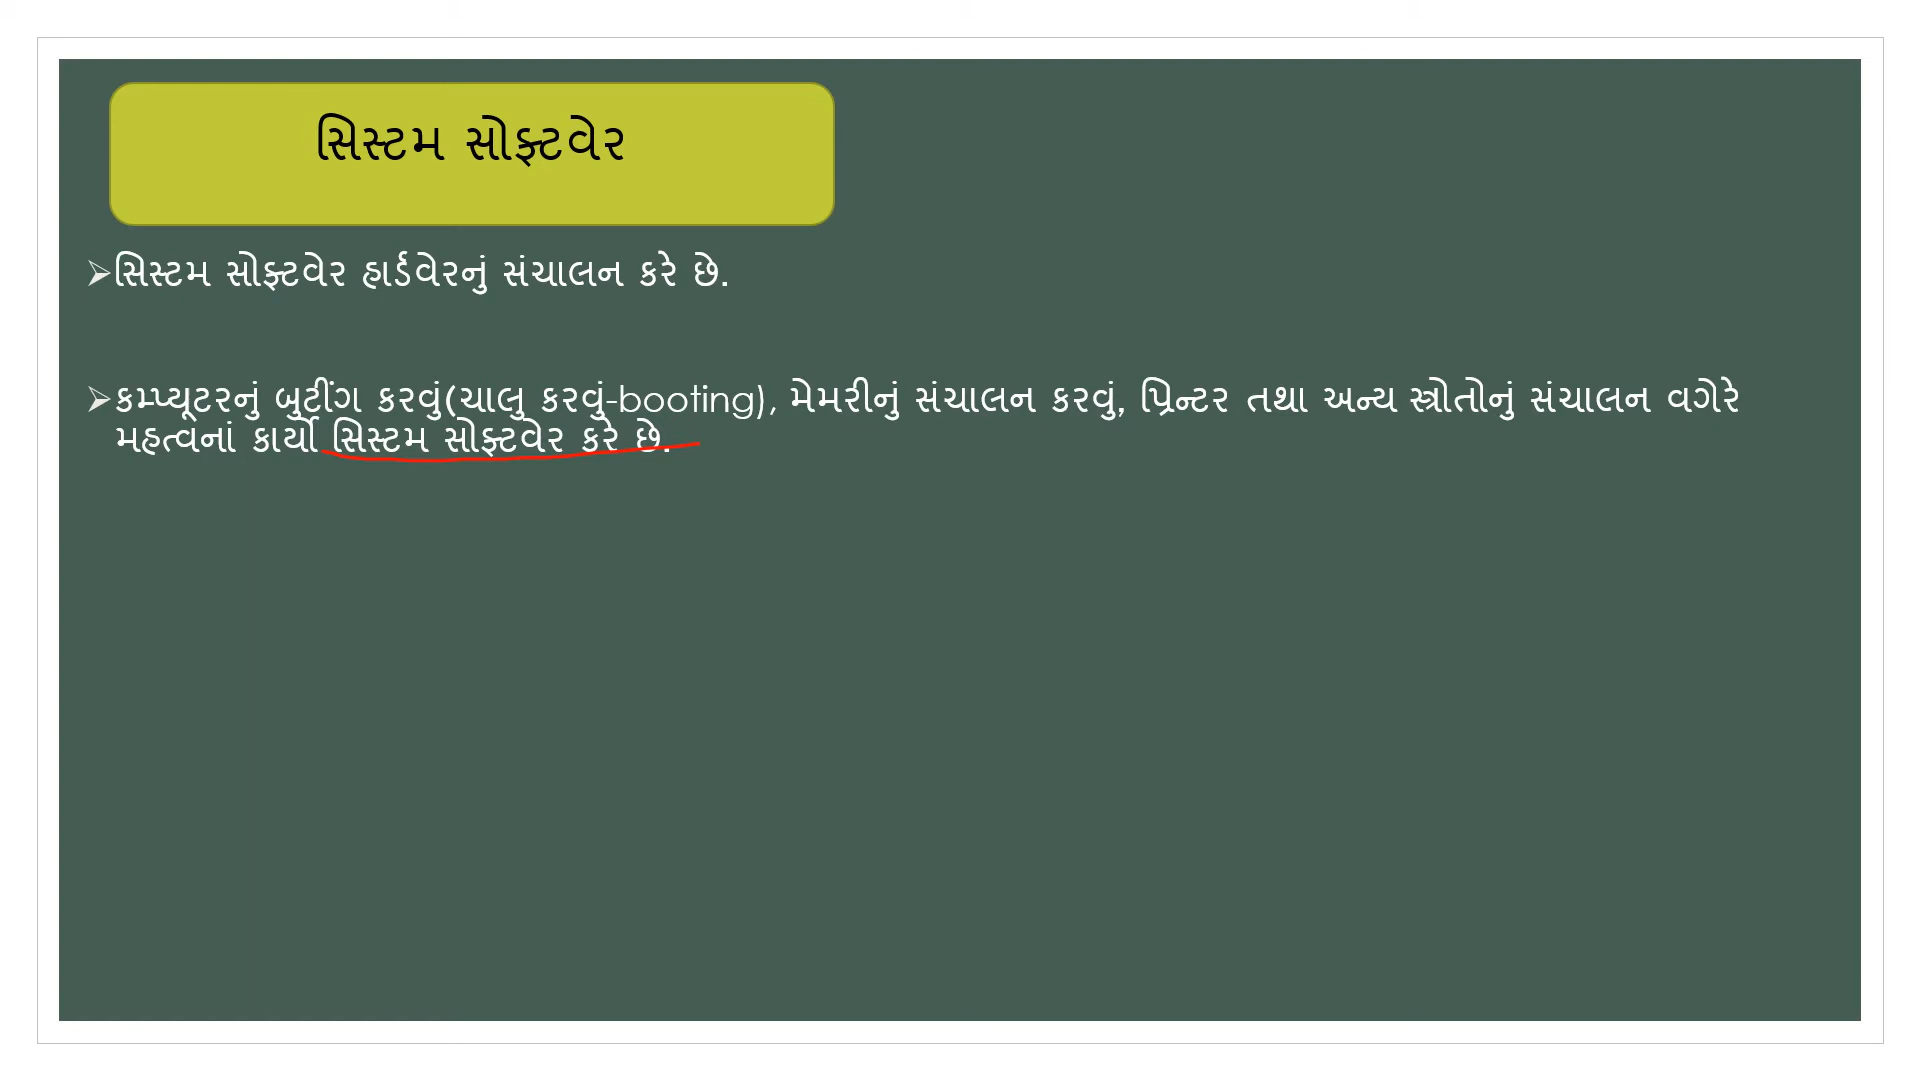 સિસ્ટમ સોફ્ટવેર
➢સિસ્ટમ સોફ્ટવેર હાર્ડવેરનું સંચાલન કરે છે.
➢કમ્પ્યૂટરનું બુટીંગ કરવું(ચાલુ કરવું-booting), મેમરીનું સંચાલન કરવું, પ્રિન્ટર તથા અન્ય સ્ત્રોતોનું સંચાલન વગેરે
મહત્વનાં કાર્યો સિસ્ટમ સોફ્ટવેર કરે છે.